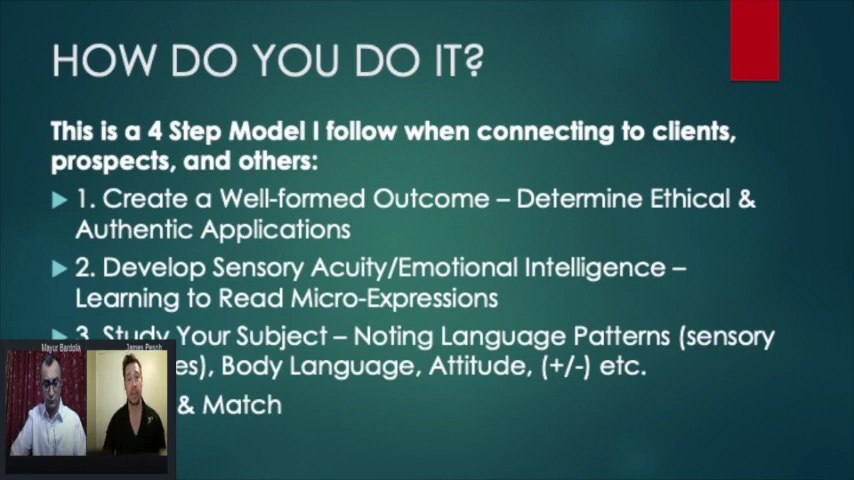 HOW DO YOU DO IT?
This is a 4 Step Model I follow when connecting to clients,
prospects, and others:
1. Create a Well-formed Outcome – Determine Ethical &
Authentic Applications
2. Develop Sensory Acuity/Emotional Intelligence –
Learning to Read Micro-Expressions
3. Study Your Subject – Noting Language Patterns (sensory
es), Body Language, Attitude, (+/-) etc.
& Match
Mayur Bardolia James Pesch